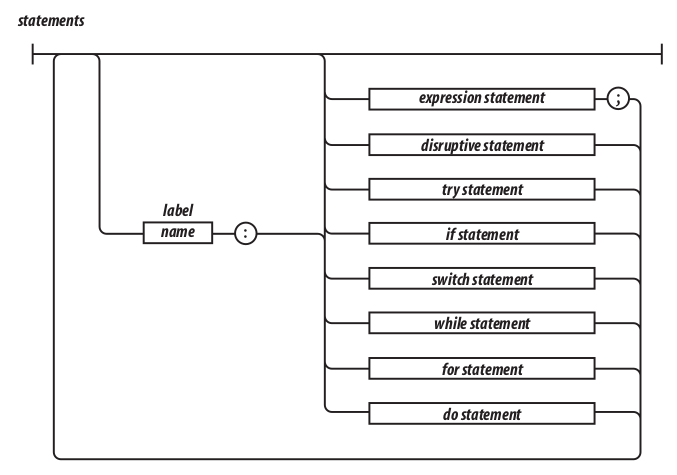 statements
expression statement ;
disruptive statement
try statement
label
name :
if statement
switch statement
while statement
for statement
do statement